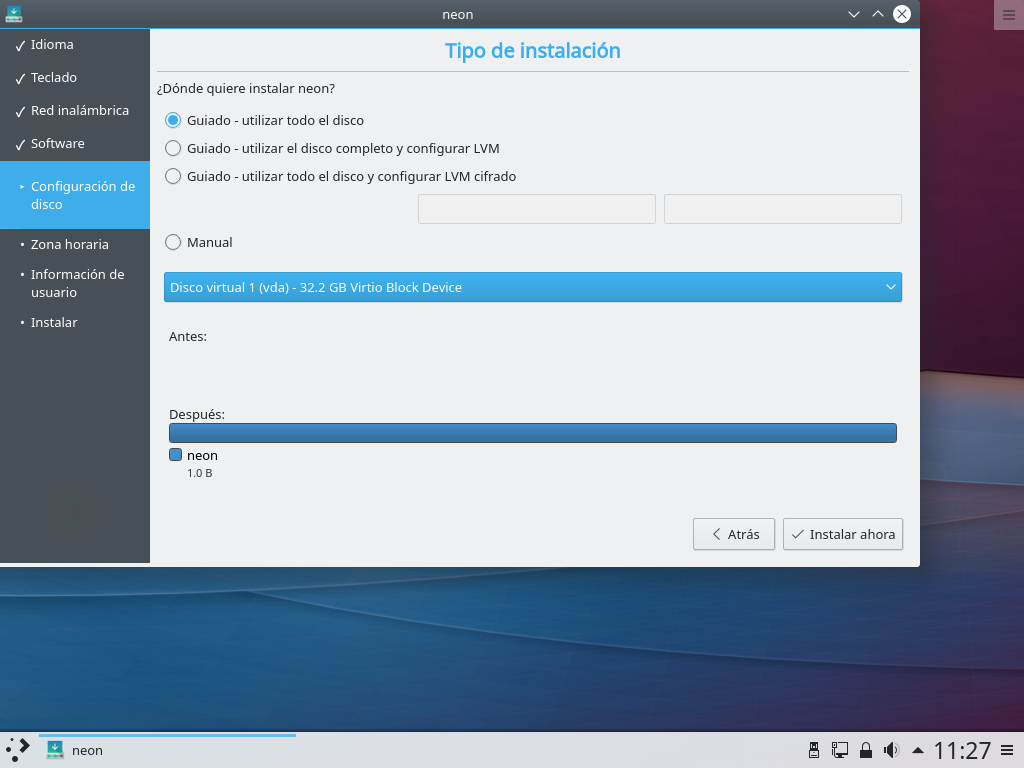 neon
✓ Idioma
✓ Teclado
✓ Red inalámbrica
✓ Software
Configuración de
disco
• Zona horaria
• Información de
usuario
• Instalar
Tipo de instalación
¿Dónde quiere instalar neon?
Guiado - utilizar todo el disco
Guiado - utilizar el disco completo y configurar LVM
Guiado - utilizar todo el disco y configurar LVM cifrado
Manual
Disco virtual 1 (vda) - 32.2 GB Virtio Block Device
Antes:
Después:
neon
1.0 B
Atrás
Instalar ahora
neon
11:27